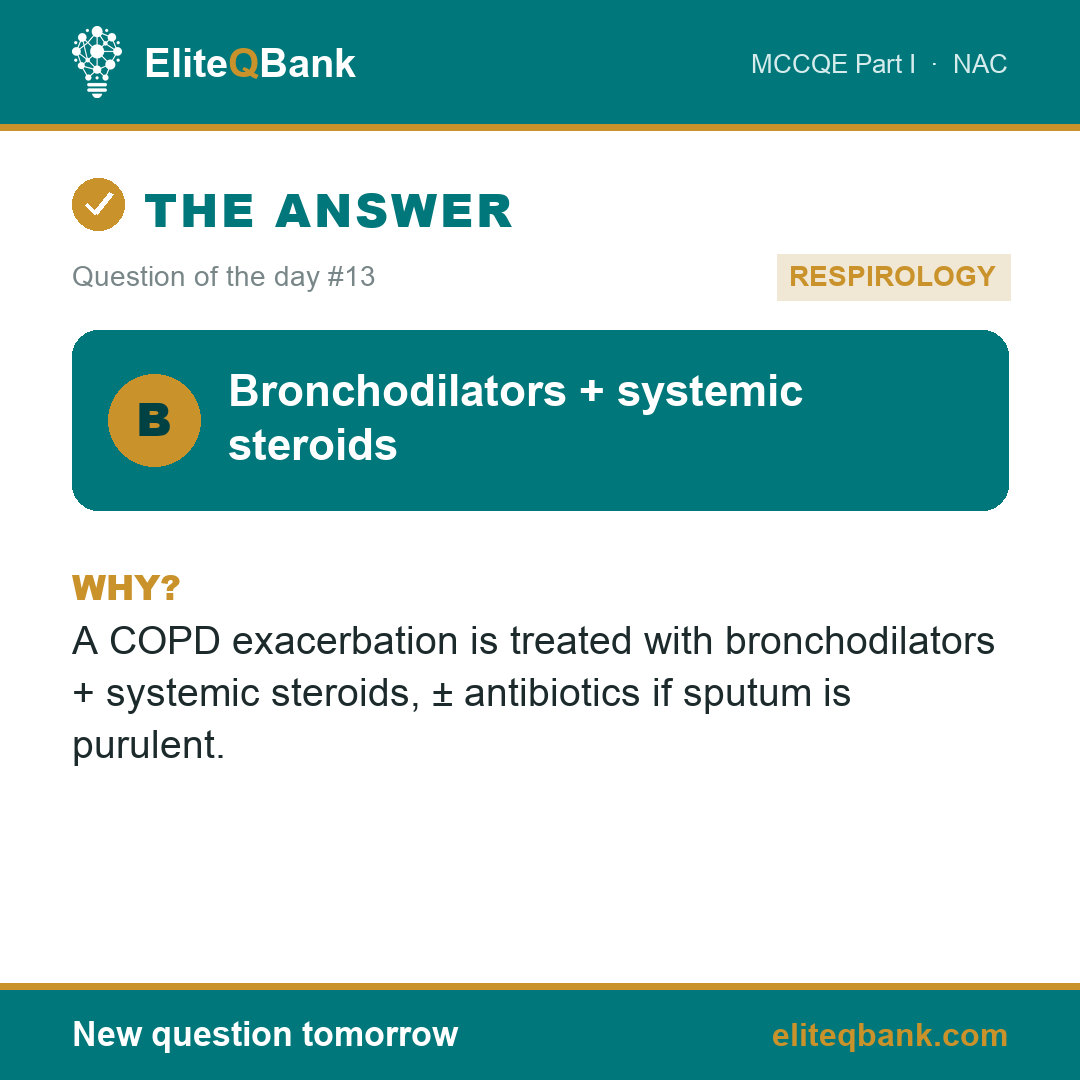 EliteQBank
MCCQE Part I · NAC
THE ANSWER
Question of the day #13
RESPIROLOGY
B
Bronchodilators + systemic
steroids
WHY?
A COPD exacerbation is treated with bronchodilators
+ systemic steroids, ± antibiotics if sputum is
purulent.
New question tomorrow
eliteqbank.com